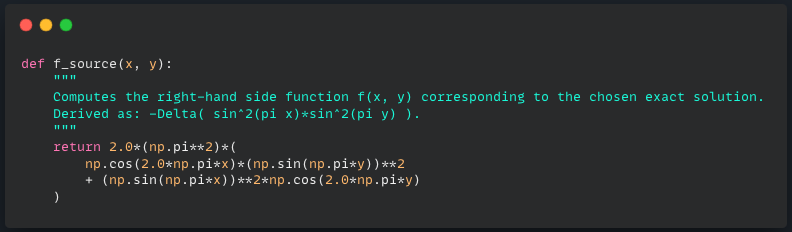 def f_source(x, y):
    """
    Computes the right-hand side function f(x, y) corresponding to the chosen exact solution.
    Derived as: -Delta( sin^2(pi x)*sin^2(pi y) ).
    """
    return 2.0*(np.pi**2)*(
        np.cos(2.0*np.pi*x)*(np.sin(np.pi*y))**2
        + (np.sin(np.pi*x))**2*np.cos(2.0*np.pi*y)
    )